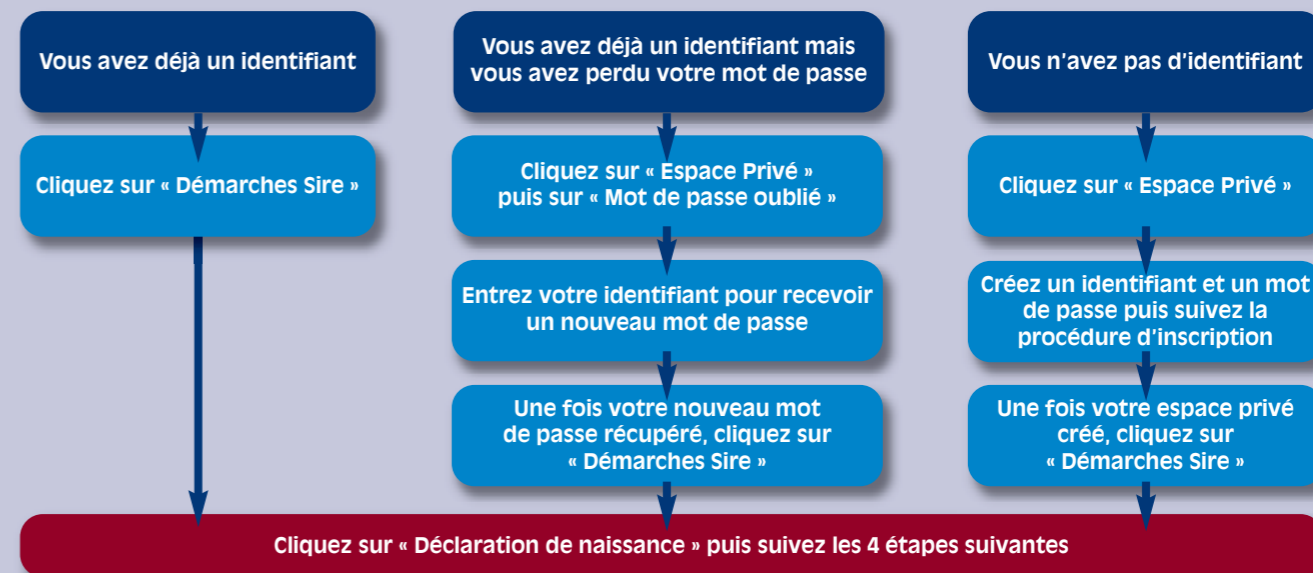 Vous avez déjà un identifiant
Cliquez sur « Démarches Sire »
Vous avez déjà un identifiant mais
vous avez perdu votre mot de passe
Cliquez sur « Espace Privé »
puis sur « Mot de passe oublié »
Entrez votre identifiant pour recevoir
un nouveau mot de passe
Une fois votre nouveau mot
de passe récupéré, cliquez sur
« Démarches Sire »
Vous n'avez pas d'identifiant
Cliquez sur « Espace Privé »
Créez un identifiant et un mot
de passe puis suivez la
procédure d'inscription
Une fois votre espace privé
créé, cliquez sur
« Démarches Sire »
Cliquez sur « Déclaration de naissance » puis suivez les 4 étapes suivantes